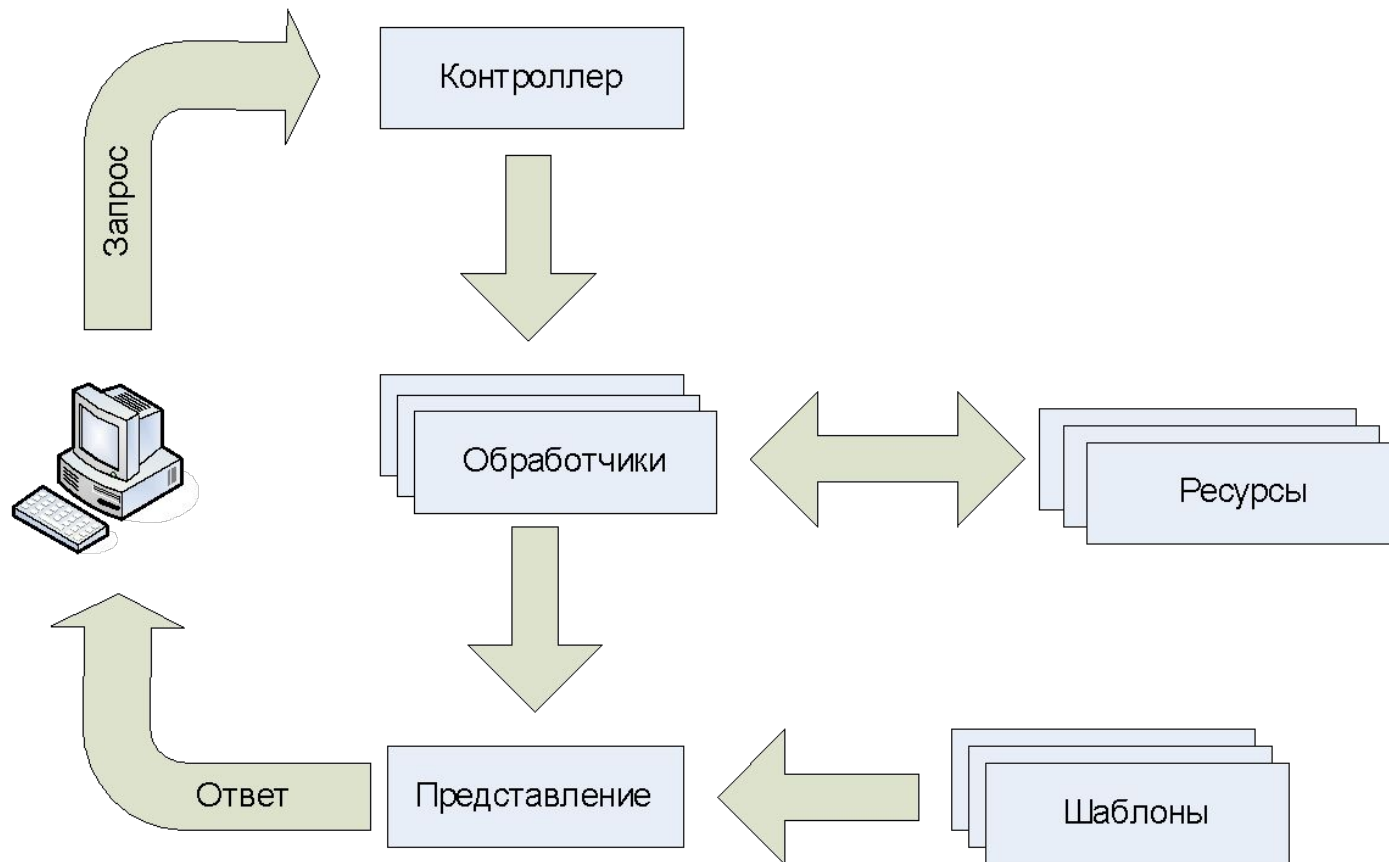 Запрос
Контроллер
Обработчики
Ресурсы
Ответ
Представление
Шаблоны